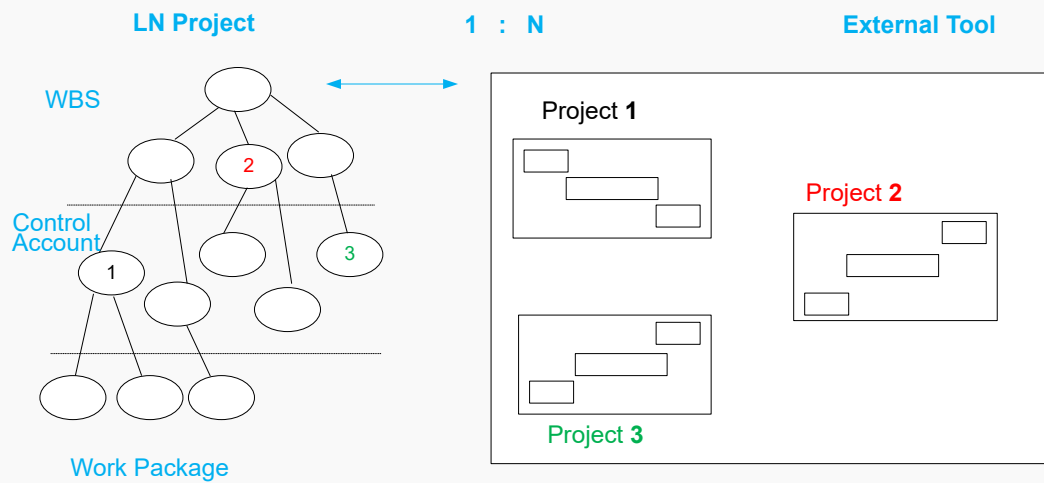 LN Project
1 : N
External Tool
WBS
Project 1
2
Project 2
Control
Account
3
1
Project 3
Work Package